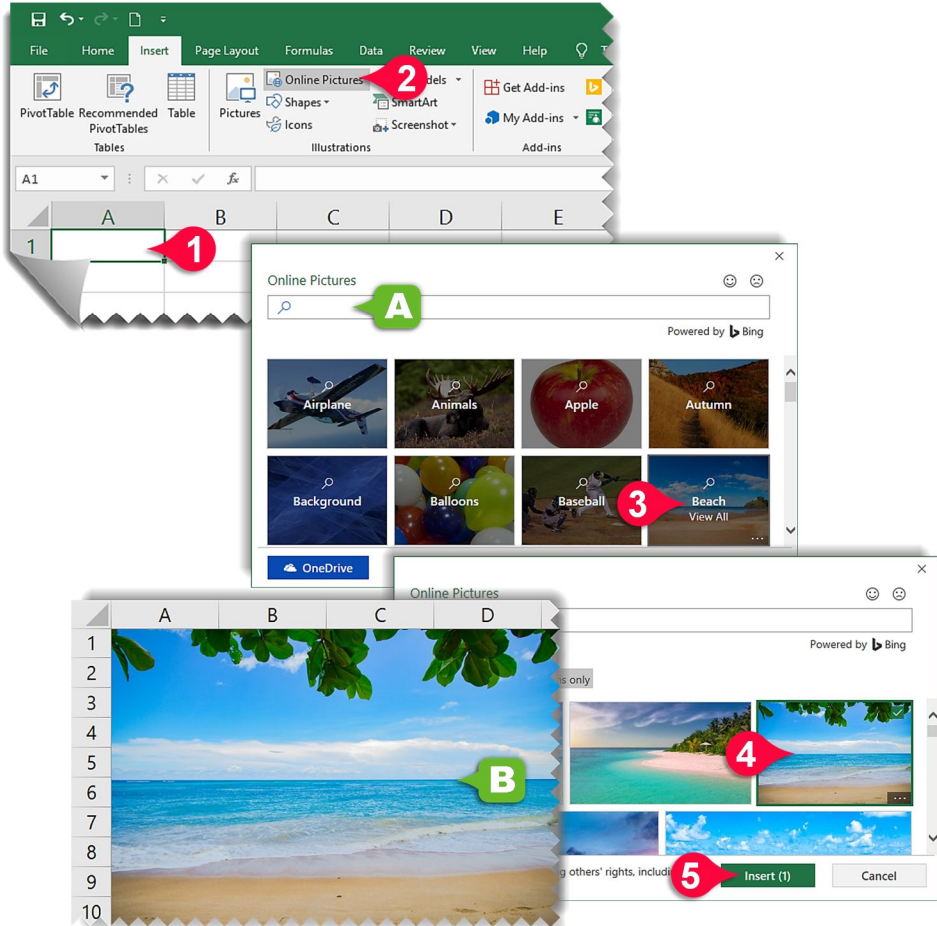 File Home Insert Page Layout Formulas Data Review View Help
PivotTable Recommended PivotTables Table
Tables
Pictures Online Pictures
Shapes
Icons
SmartArt
Screenshot
Illustrations
Get Add-ins
My Add-ins
Add-ins
2
A1 fx
A B C D E
1
1
Online Pictures
A
Powered by Bing
Airplane Animals Apple Autumn
Background Balloons Baseball Beach
View All
3
OneDrive
Online Pictures
Powered by Bing
only
4
g others' rights,
5
Insert (1) Cancel
A B C D
1
2
3
4
5
6
7
8
9
10
B